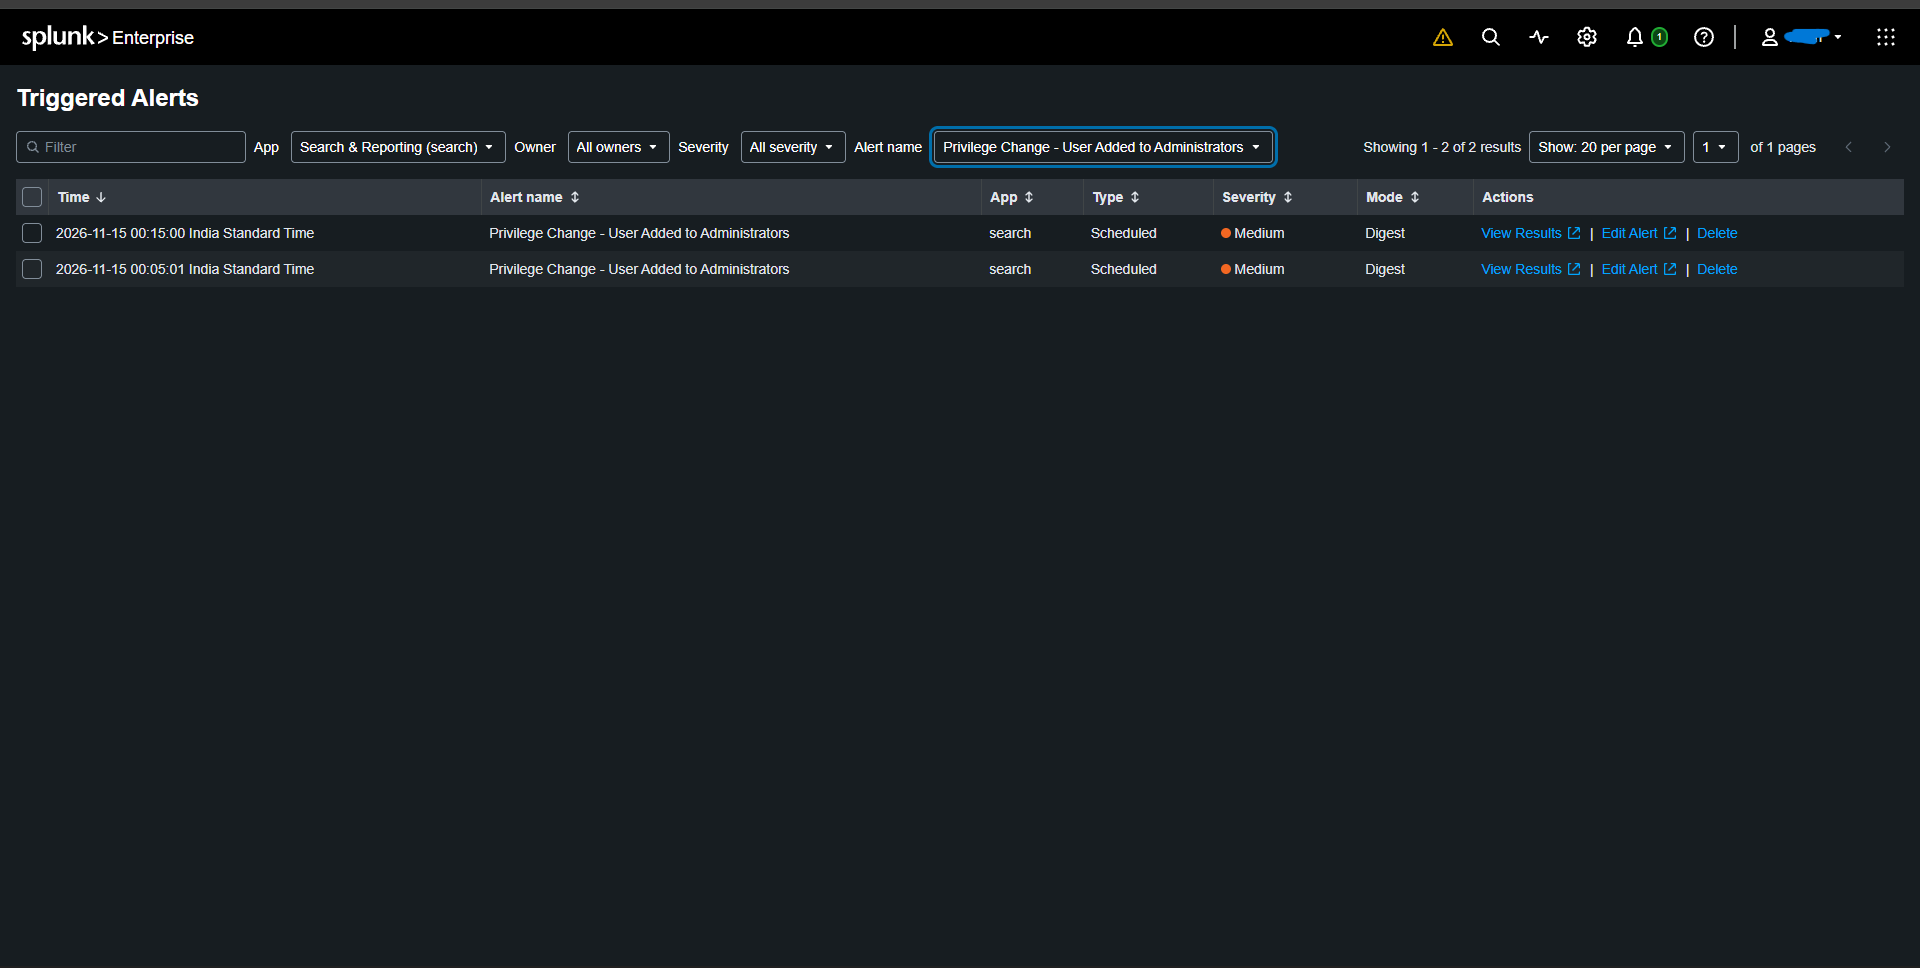 splunk> Enterprise
1
Triggered Alerts
Filter App Search & Reporting (search) Owner All owners Severity All severity Alert name Privilege Change - User Added to Administrators Showing 1 - 2 of 2 results Show: 20 per page 1 of 1 pages
Time Alert name App Type Severity Mode Actions
2026-11-15 00:15:00 India Standard Time Privilege Change - User Added to Administrators search Scheduled Medium Digest View Results | Edit Alert | Delete
2026-11-15 00:05:01 India Standard Time Privilege Change - User Added to Administrators search Scheduled Medium Digest View Results | Edit Alert | Delete